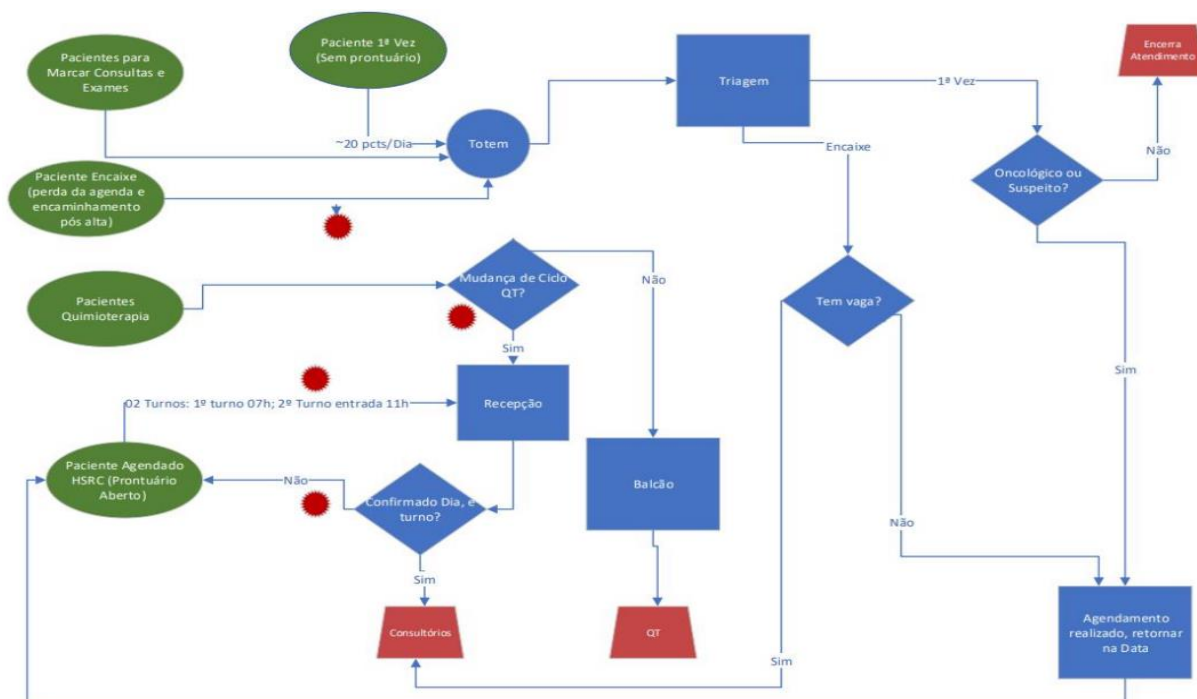 Paciente 1ª Vez
(Sem prontuário)
Pacientes para
Marcar Consultas e
Exames
Encerra
Atendimento
Triagem
1ª Vez
~20 pcts/Dia
Totem
Encaixe
Não
Paciente Encaixe
(perda da agenda e
encaminhamento
pós alta)
Oncológico ou
Suspeito?
Mudança de Ciclo
QT?
Não
Pacientes
Quimioterapia
Tem vaga?
Sim
Sim
02 Turnos: 1º turno 07h; 2º Turno entrada 11h
Recepção
Paciente Agendado
HSRC (Prontuário
Aberto)
Não
Confirmado Dia, e
turno?
Balcão
Não
Sim
Consultórios
QT
Agendamento
realizado, retornar
na Data
Sim